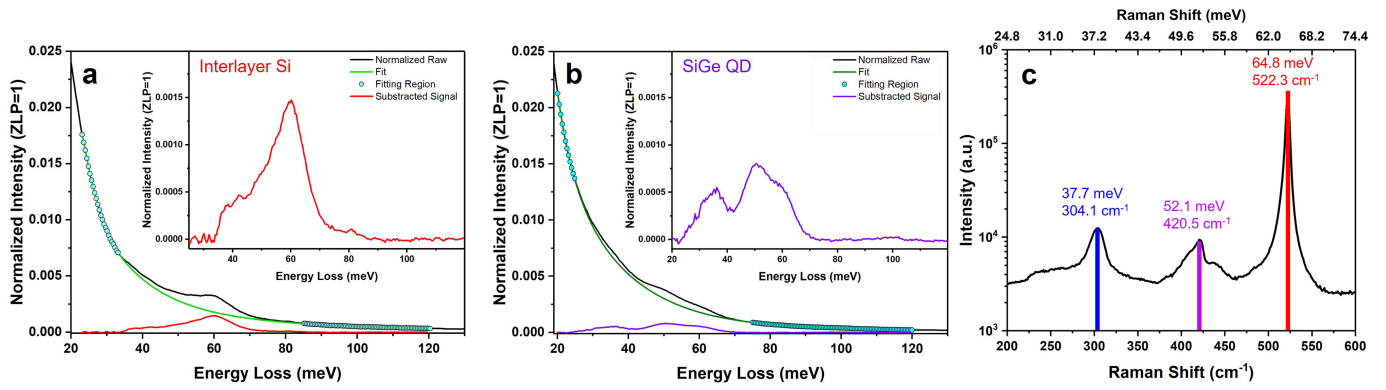 a
Interlayer Si
Normalized Raw
Fit
Fitting Region
Substracted Signal
Normalized Intensity (ZLP=1)
0.025
0.020
0.015
0.010
0.005
0.000
20 40 60 80 100 120
Energy Loss (meV)
Normalized Intensity (ZLP=1)
0.0015
0.0010
0.0005
0.0000
40 60 80 100 120
Energy Loss (meV)
b
SiGe QD
Normalized Raw
Fit
Fitting Region
Substracted Signal
Normalized Intensity (ZLP=1)
0.025
0.020
0.015
0.010
0.005
0.000
20 40 60 80 100 120
Energy Loss (meV)
Normalized Intensity (ZLP=1)
0.0015
0.0010
0.0005
0.0000
20 40 60 80 100 120
Energy Loss (meV)
Raman Shift (meV)
24.8 31.0 37.2 43.4 49.6 55.8 62.0 68.2 74.4
c
64.8 meV
522.3 cm⁻¹
37.7 meV
304.1 cm⁻¹
52.1 meV
420.5 cm⁻¹
Intensity (a.u.)
10⁶
10⁵
10⁴
10³
200 250 300 350 400 450 500 550 600
Raman Shift (cm⁻¹)